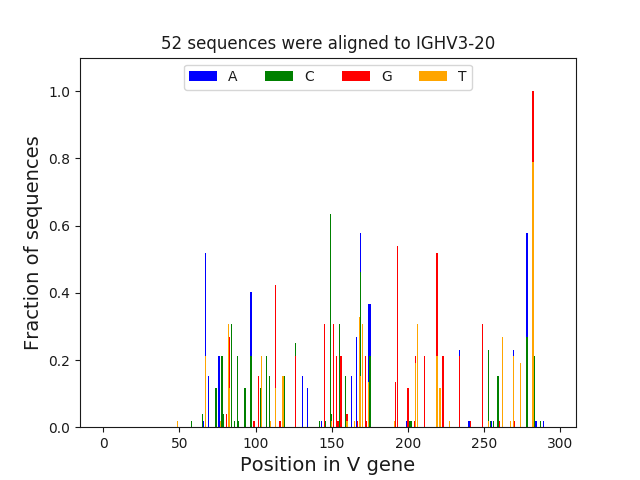 52 sequences were aligned to IGHV3-20
A C G T
Fraction of sequences
1.0
0.8
0.6
0.4
0.2
0.0
0 50 100 150 200 250 300
Position in V gene